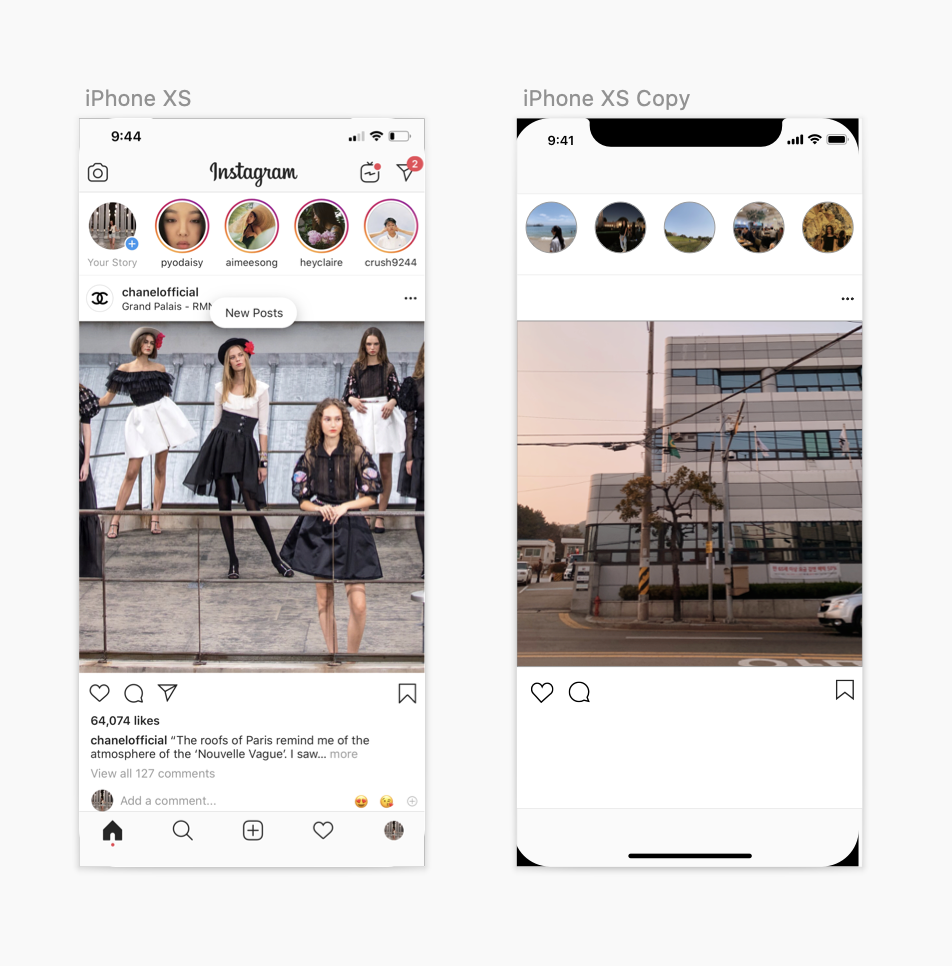 iPhone XS
9:44
Instagram
2
Your Story
pyodaisy
aimeesong
heyclaire
crush9244
chanelofficial
Grand Palais - RMN
New Posts
64,074 likes
chanelofficial “The roofs of Paris remind me of the
atmosphere of the ‘Nouvelle Vague’. I saw... more
View all 127 comments
Add a comment...
iPhone XS Copy
9:41